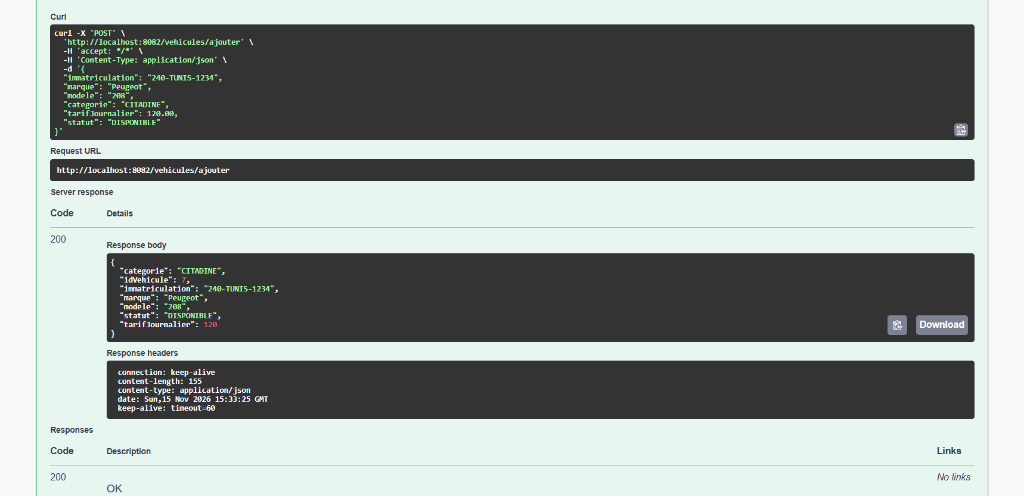 Curl
curl -X 'POST' \
'http://localhost:8082/vehicules/ajouter' \
-H 'accept: */*' \
-H 'Content-Type: application/json' \
-d '{
"immatriculation": "240-TUNIS-1234",
"marque": "Peugeot",
"modele": "208",
"categorie": "CITADINE",
"tarifJournalier": 120.00,
"statut": "DISPONIBLE"
}'
Request URL
http://localhost:8082/vehicules/ajouter
Server response
Code Details
200
Response body
{
"categorie": "CITADINE",
"idVehicule": 7,
"immatriculation": "240-TUNIS-1234",
"marque": "Peugeot",
"modele": "208",
"statut": "DISPONIBLE",
"tarifJournalier": 120
}
Download
Response headers
connection: keep-alive
content-length: 155
content-type: application/json
date: Sun,15 Nov 2026 15:33:25 GMT
keep-alive: timeout=60
Responses
Code Description Links
200 No links
OK